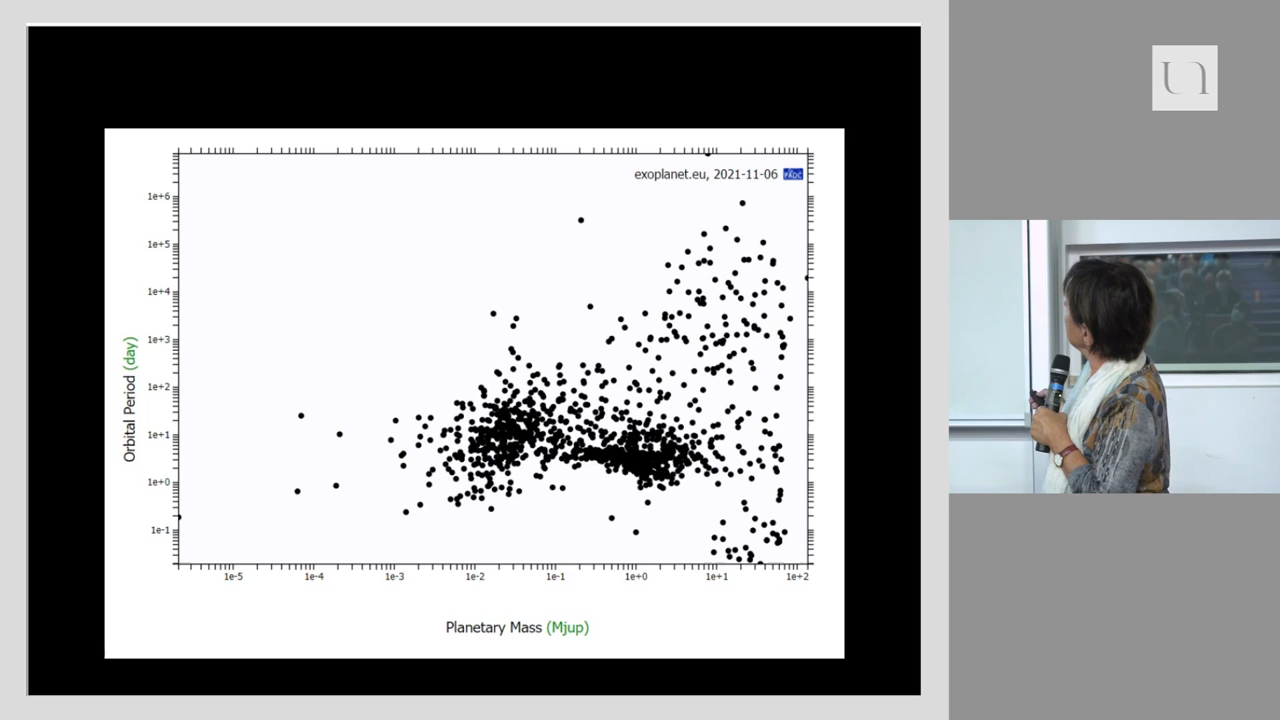 exoplanet.eu, 2021-11-06 PADC
1e+6
1e+5
1e+4
1e+3
1e+2
1e+1
1e+0
1e-1
Orbital Period (day)
1e-5 1e-4 1e-3 1e-2 1e-1 1e+0 1e+1 1e+2
Planetary Mass (Mjup)